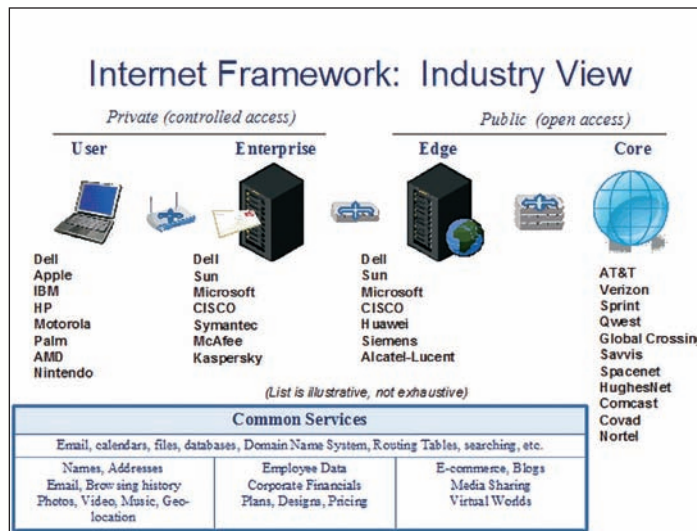 Internet Framework: Industry View
Private (controlled access)
Public (open access)
User
Enterprise
Edge
Core
Dell
Apple
IBM
HP
Motorola
Palm
AMD
Nintendo
Dell
Sun
Microsoft
CISCO
Symantec
McAfee
Kaspersky
Dell
Sun
Microsoft
CISCO
Huawei
Siemens
Alcatel-Lucent
AT&T
Verizon
Sprint
Qwest
Global Crossing
Savvis
Spacenet
HughesNet
Comcast
Covad
Nortel
(List is illustrative, not exhaustive)
Common Services
Email, calendars, files, databases, Domain Name System, Routing Tables, searching, etc.
Names, Addresses
Email, Browsing history
Photos, Video, Music, Geo-
location
Employee Data
Corporate Financials
Plans, Designs, Pricing
E-commerce, Blogs
Media Sharing
Virtual Worlds